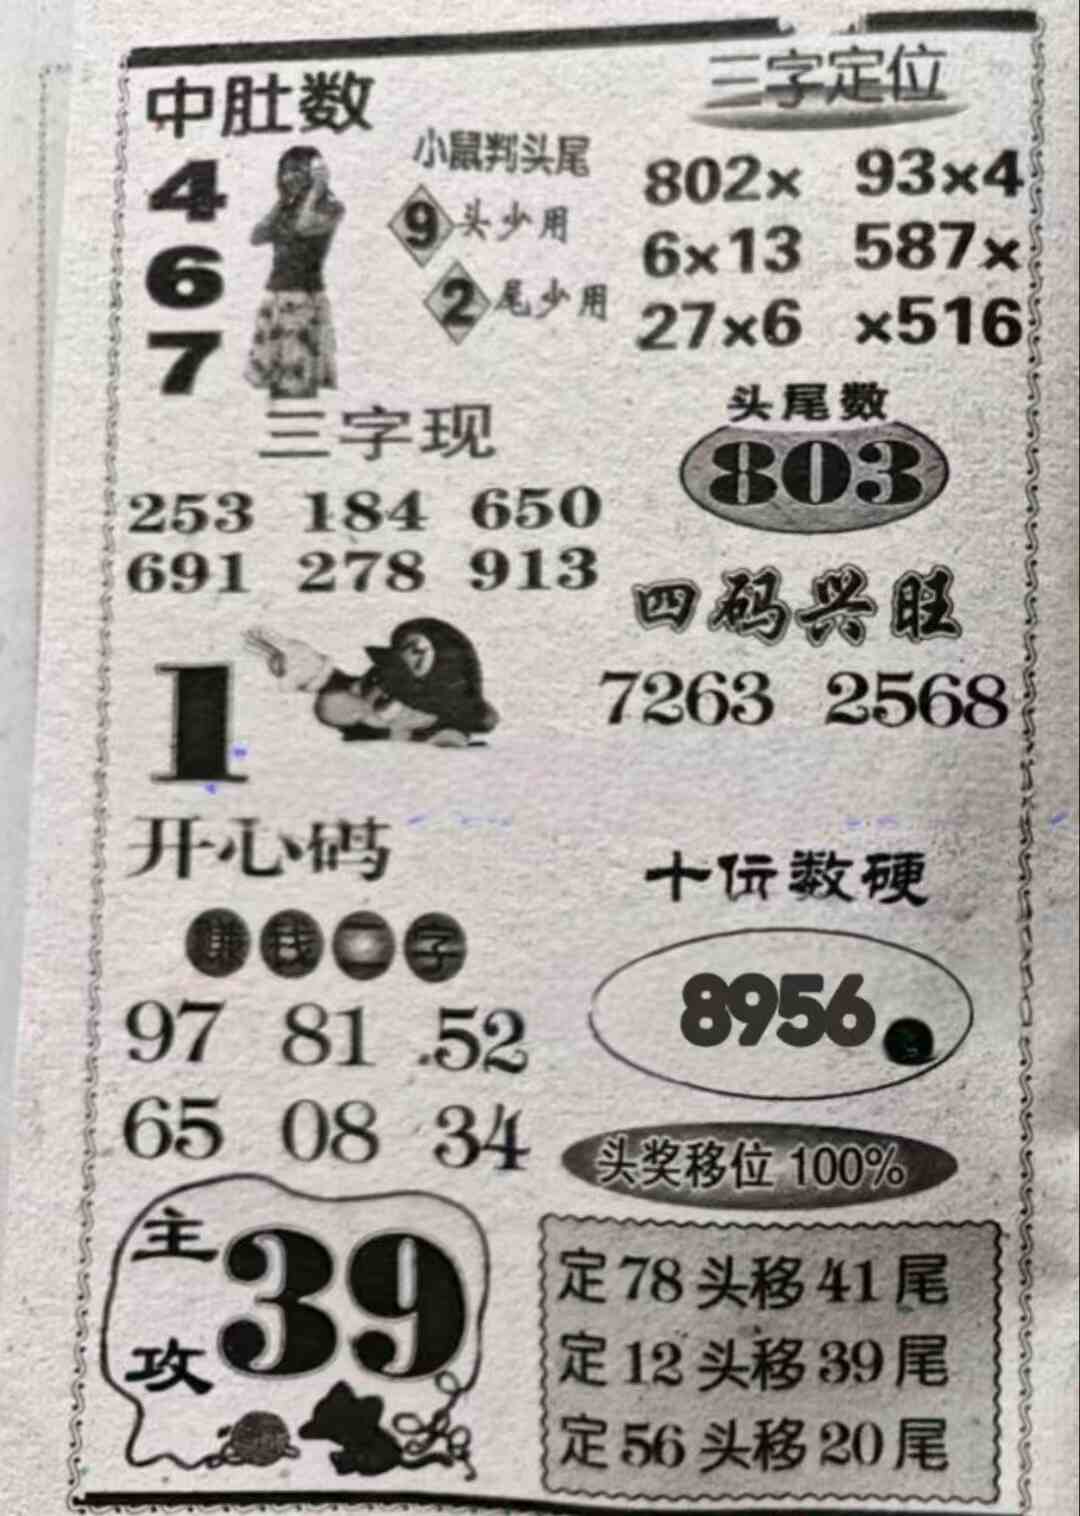 中肚数
4
6
7
小鼠判头尾
9头少用
2尾少用
三字定位
802× 93×4
6×13 587×
27×6 ×516
头尾数
803
三字现
253 184 650
691 278 913
四码兴旺
7263 2568
1
开心码
赚钱二字
97 81 52
65 08 34
十位数硬
8956
头奖移位 100%
主攻
39
定78头移41尾
定12头移39尾
定56头移20尾